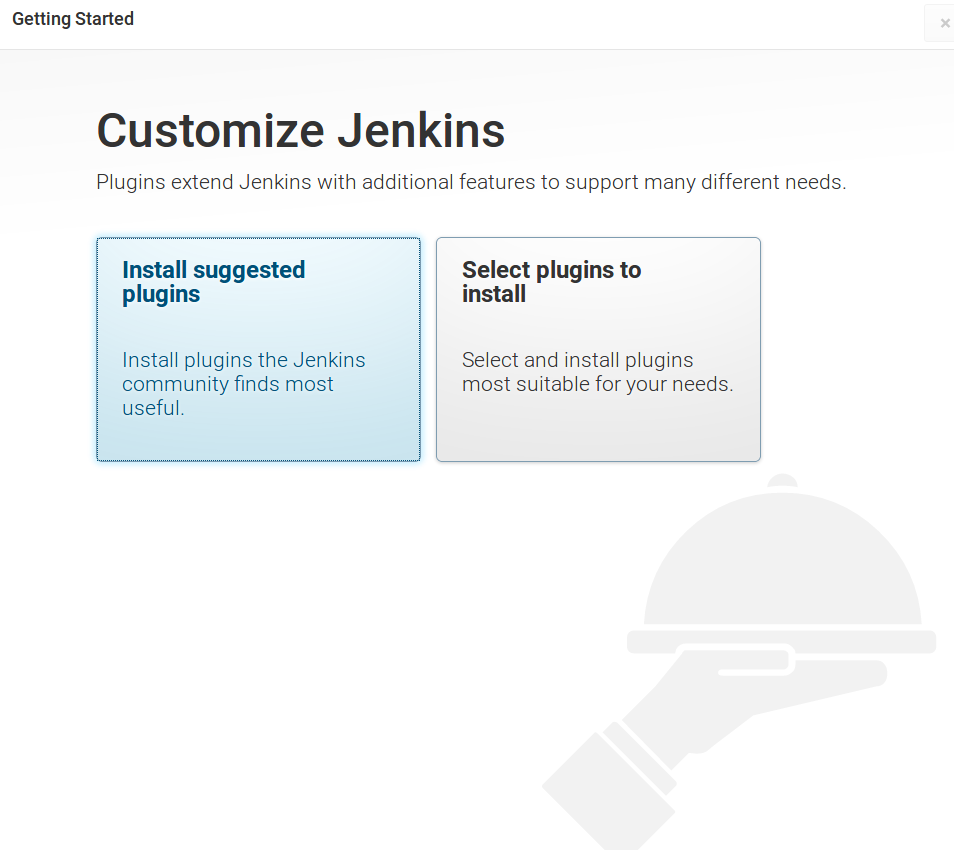 Getting Started
×
Customize Jenkins
Plugins extend Jenkins with additional features to support many different needs.
Install suggested
plugins
Install plugins the Jenkins
community finds most
useful.
Select plugins to
install
Select and install plugins
most suitable for your needs.